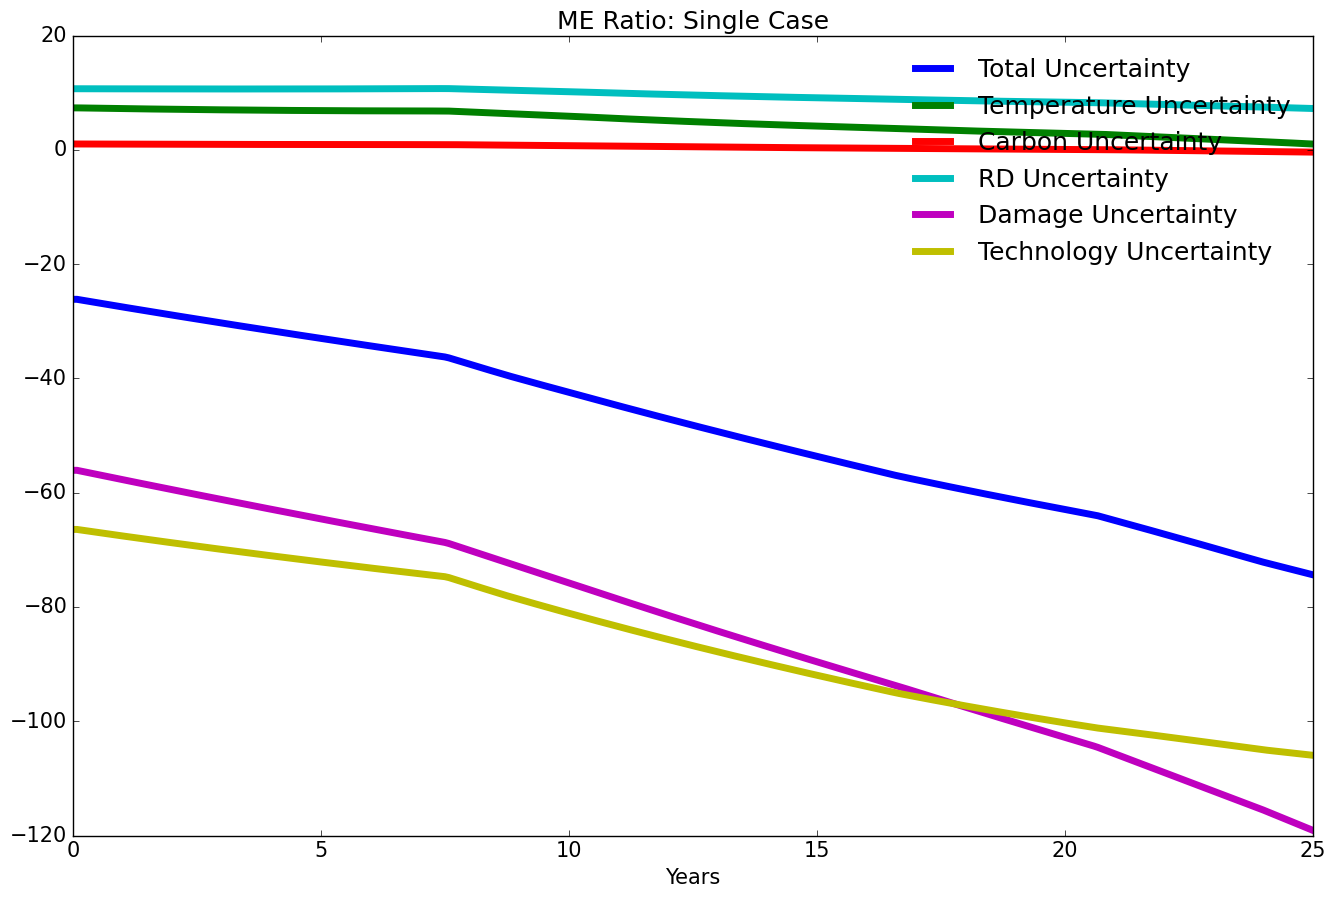 ME Ratio: Single Case
20
0
−20
−40
−60
−80
−100
−120
Total Uncertainty
Temperature Uncertainty
Carbon Uncertainty
RD Uncertainty
Damage Uncertainty
Technology Uncertainty
0 5 10 15 20 25
Years